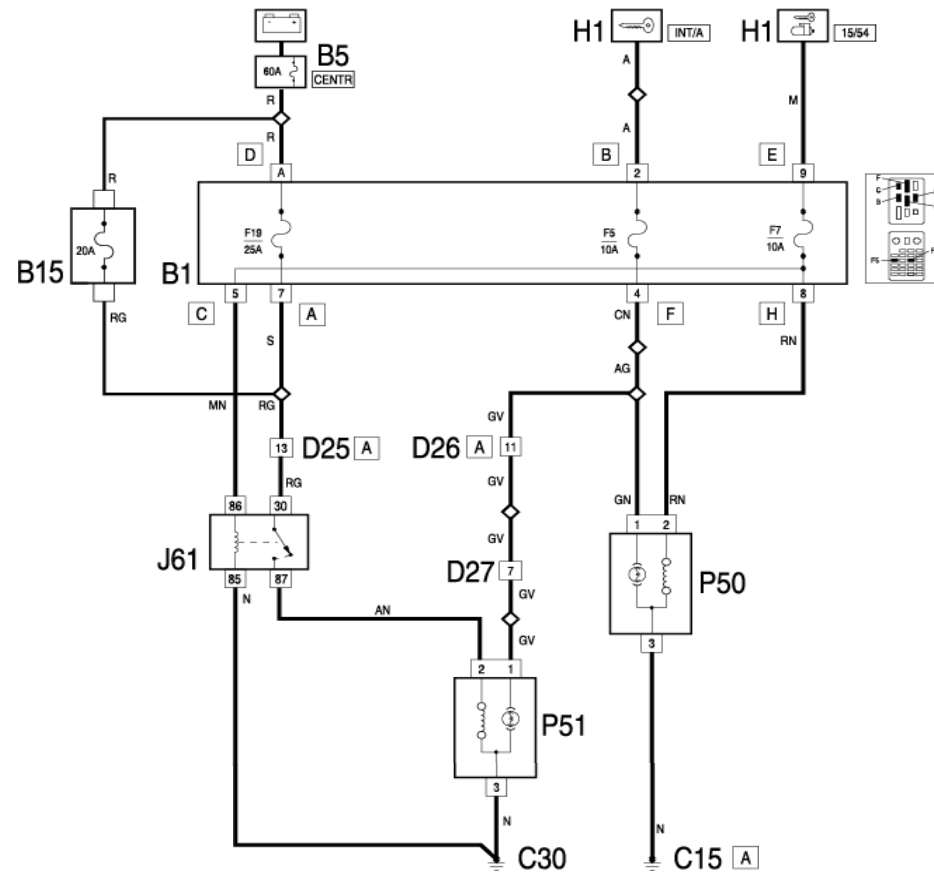 H1 INT/A H1 15/54
B5
60A CENTR
R A
R M
A
D B E
A 2 9
R
F19 25A F5 10A F7 10A
20A
B15 B1
F
G
B
F5 F
5 7 4 8
C A F H
RG CN
S RN
AG
MN RG GV
13 D25 A D26 A 11
RG GV
86 30 GN RN
1 2
J61 GV
D27 7 P50
85 87
N GV
AN 3
GV
2 1
P51
3
N N
C30 C15 A